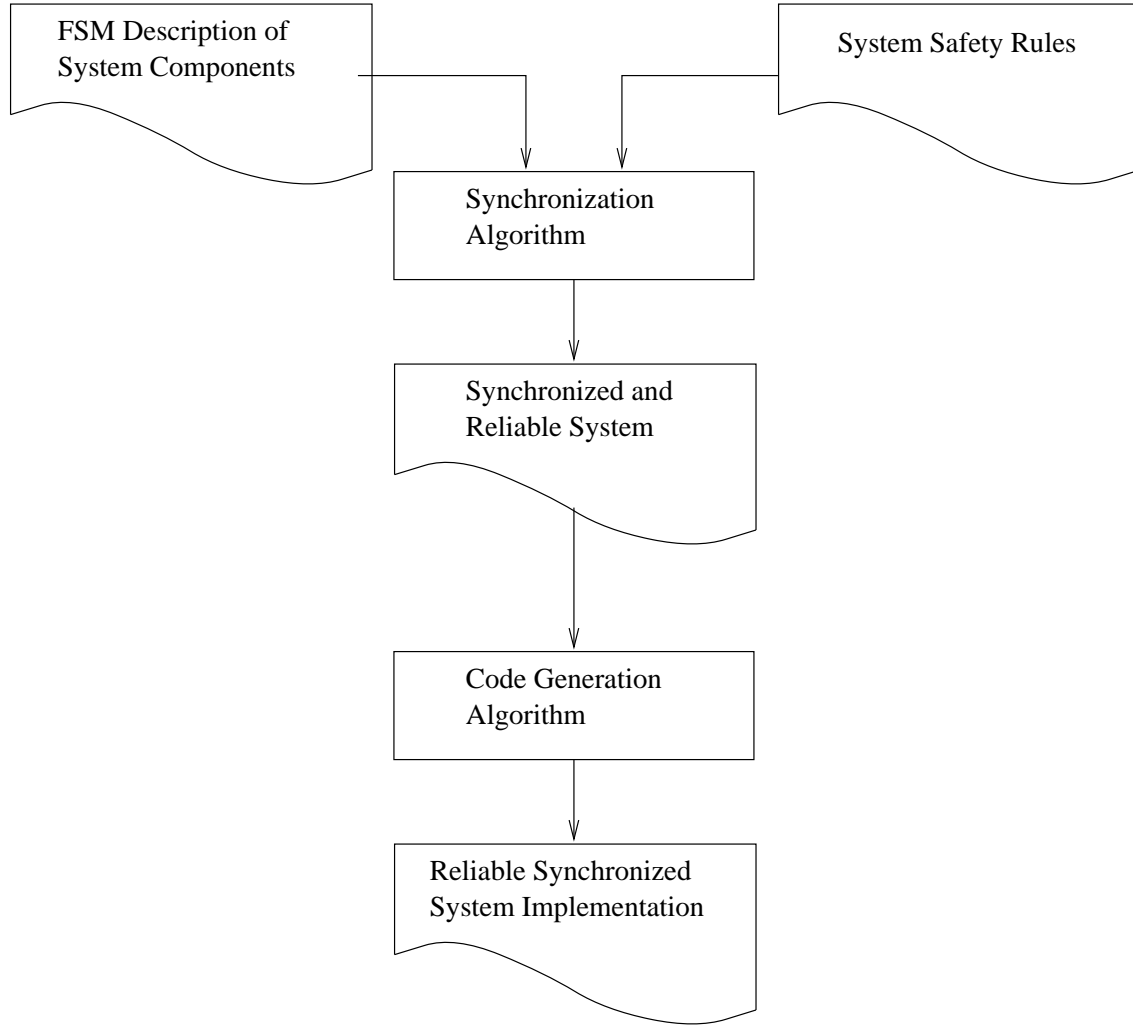 FSM Description of
System Components
System Safety Rules
Synchronization
Algorithm
Synchronized and
Reliable System
Code Generation
Algorithm
Reliable Synchronized
System Implementation